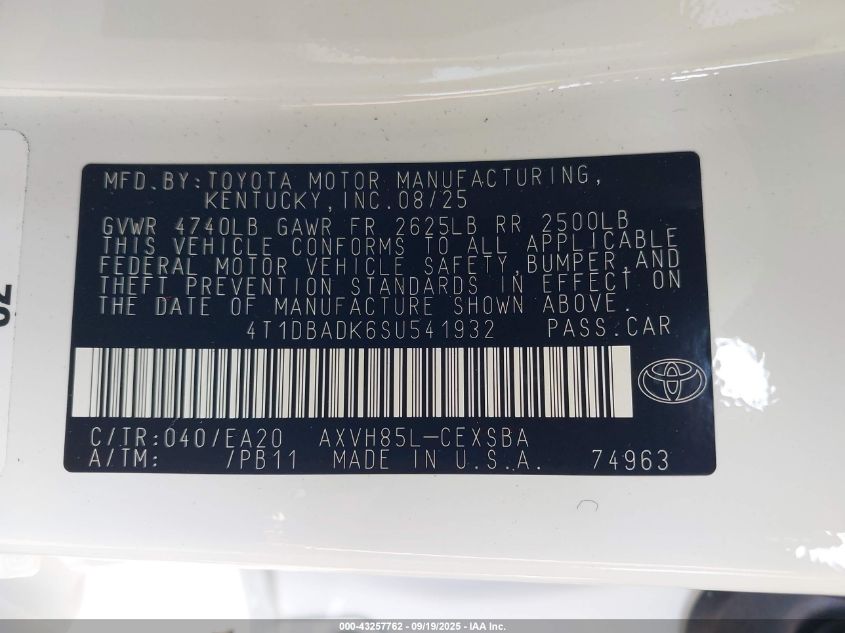 MFD.BY:TOYOTA MOTOR MANUFACTURING,
KENTUCKY,INC.08/25
GVWR 4740LB GAWR FR 2625LB RR 2500LB
THIS VEHICLE CONFORMS TO ALL APPLICABLE
FEDERAL MOTOR VEHICLE SAFETY,BUMPER,AND
THEFT PREVENTION STANDARDS IN EFFECT ON
THE DATE OF MANUFACTURE SHOWN ABOVE.
4T1DBADK6SU541932 PASS.CAR
C/TR:040/EA20 AXVH85L-CEXSBA
A/TM: /PB11 MADE IN U.S.A. 74963
000-43257762 - 09/19/2025 - IAA Inc.